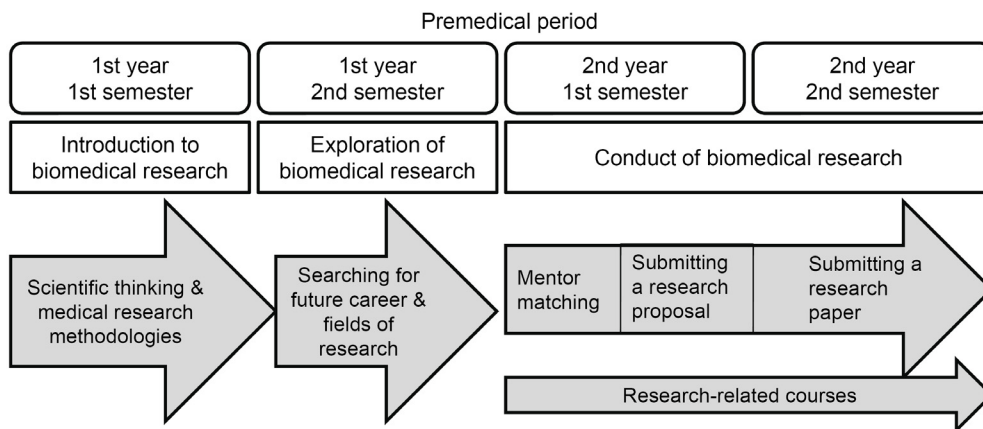 Premedical period
1st year
1st semester
1st year
2nd semester
2nd year
1st semester
2nd year
2nd semester
Introduction to
biomedical research
Exploration of
biomedical research
Conduct of biomedical research
Scientific thinking &
medical research
methodologies
Searching for
future career &
fields of
research
Mentor
matching
Submitting
a research
proposal
Submitting a
research
paper
Research-related courses